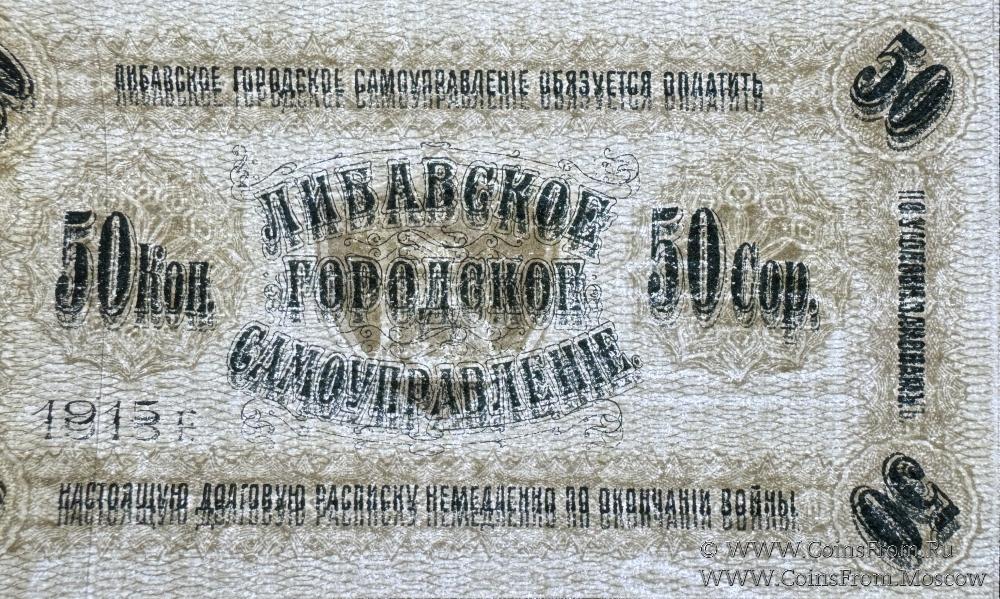 50
ЛИБАВСКОЕ ГОРОДСКОЕ САМОУПРАВЛЕНІЕ ОБЯЗУЕТСЯ ОПЛАТИТЬ
ЛИБАВСКОЕ
50 Коп.
ГОРОДСКОЕ
50 Cop.
САМОУПРАВЛЕНІЕ.
1915 г.
НАСТОЯЩУЮ ДОЛГОВУЮ РАСПИСКУ НЕМЕДЛЕННО ПО ОКОНЧАНІИ ВОЙНЫ
50
© WWW.CoinsFrom.Ru
WWW.CoinsFrom.Moscow